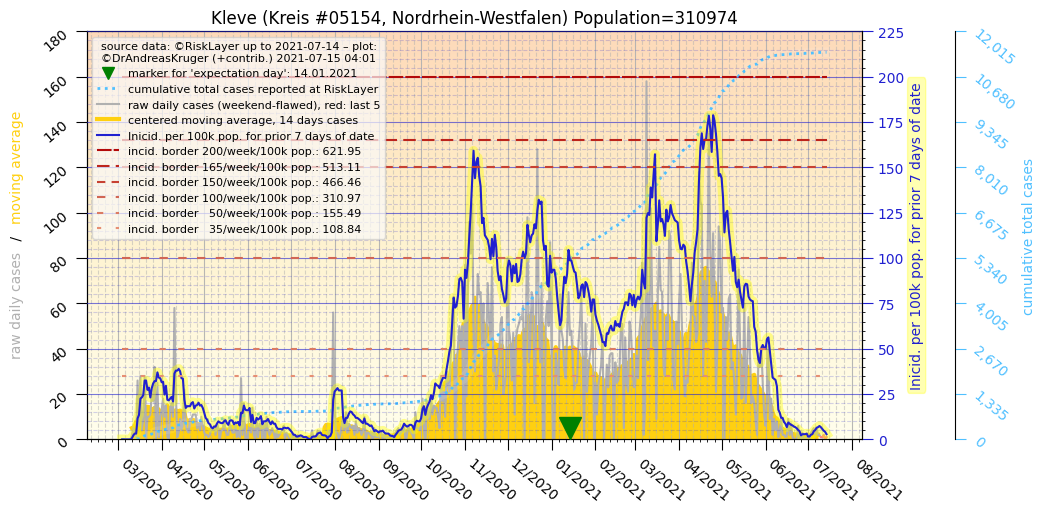 Kleve (Kreis #05154, Nordrhein-Westfalen) Population=310974
source data: ©RiskLayer up to 2021-07-14 – plot:
©DrAndreasKruger (+contrib.) 2021-07-15 04:01
marker for 'expectation day': 14.01.2021
cumulative total cases reported at RiskLayer
raw daily cases (weekend-flawed), red: last 5
centered moving average, 14 days cases
Inicid. per 100k pop. for prior 7 days of date
incid. border 200/week/100k pop.: 621.95
incid. border 165/week/100k pop.: 513.11
incid. border 150/week/100k pop.: 466.46
incid. border 100/week/100k pop.: 310.97
incid. border 50/week/100k pop.: 155.49
incid. border 35/week/100k pop.: 108.84
raw daily cases / moving average
180
160
140
120
100
80
60
40
20
0
225
200
175
150
125
100
75
50
25
0
Inicid. per 100k pop. for prior 7 days of date
12,015
10,680
9,345
8,010
6,675
5,340
4,005
2,670
1,335
0
cumulative total cases
03/2020
04/2020
05/2020
06/2020
07/2020
08/2020
09/2020
10/2020
11/2020
12/2020
01/2021
02/2021
03/2021
04/2021
05/2021
06/2021
07/2021
08/2021